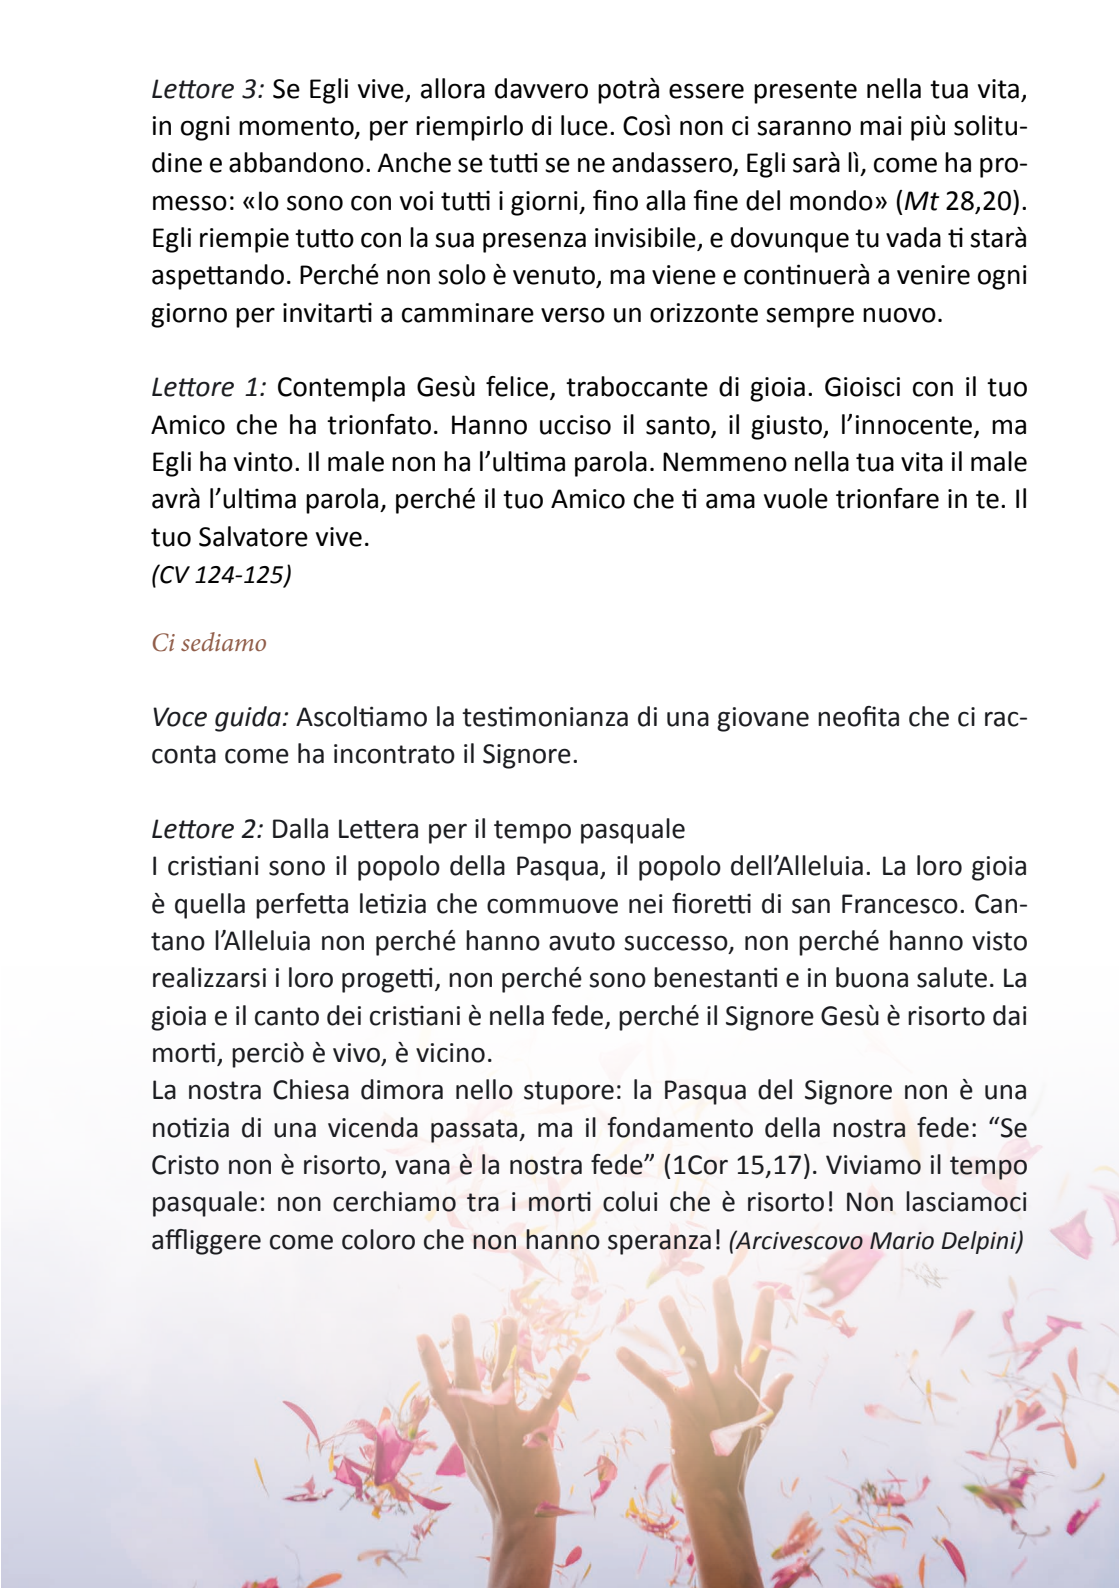 Lettore 3: Se Egli vive, allora davvero potrà essere presente nella tua vita,
in ogni momento, per riempirlo di luce. Così non ci saranno mai più solitu-
dine e abbandono. Anche se tutti se ne andassero, Egli sarà lì, come ha pro-
messo: «Io sono con voi tutti i giorni, fino alla fine del mondo» (Mt 28,20).
Egli riempie tutto con la sua presenza invisibile, e dovunque tu vada ti starà
aspettando. Perché non solo è venuto, ma viene e continuerà a venire ogni
giorno per invitarti a camminare verso un orizzonte sempre nuovo.
Lettore 1: Contempla Gesù felice, traboccante di gioia. Gioisci con il tuo
Amico che ha trionfato. Hanno ucciso il santo, il giusto, l’innocente, ma
Egli ha vinto. Il male non ha l’ultima parola. Nemmeno nella tua vita il male
avrà l’ultima parola, perché il tuo Amico che ti ama vuole trionfare in te. Il
tuo Salvatore vive.
(CV 124-125)
Ci sediamo
Voce guida: Ascoltiamo la testimonianza di una giovane neofita che ci rac-
conta come ha incontrato il Signore.
Lettore 2: Dalla Lettera per il tempo pasquale
I cristiani sono il popolo della Pasqua, il popolo dell’Alleluia. La loro gioia
è quella perfetta letizia che commuove nei fioretti di san Francesco. Can-
tano l’Alleluia non perché hanno avuto successo, non perché hanno visto
realizzarsi i loro progetti, non perché sono benestanti e in buona salute. La
gioia e il canto dei cristiani è nella fede, perché il Signore Gesù è risorto dai
morti, perciò è vivo, è vicino.
La nostra Chiesa dimora nello stupore: la Pasqua del Signore non è una
notizia di una vicenda passata, ma il fondamento della nostra fede: “Se
Cristo non è risorto, vana è la nostra fede” (1Cor 15,17). Viviamo il tempo
pasquale: non cerchiamo tra i morti colui che è risorto! Non lasciamoci
affliggere come coloro che non hanno speranza! (Arcivescovo Mario Delpini)